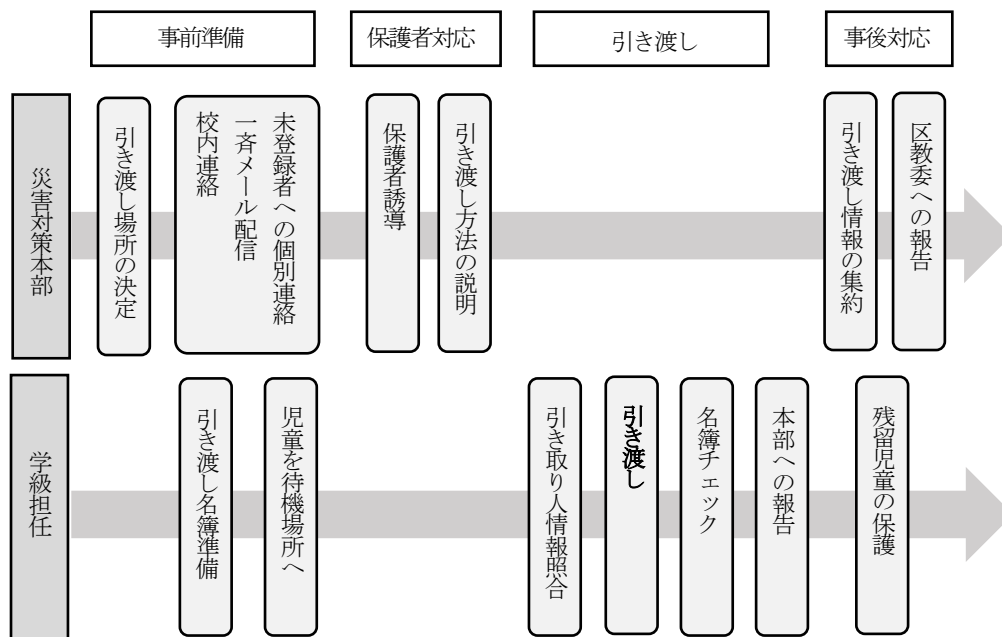 事前準備
保護者対応
引き渡し
事後対応
災害対策本部
引き渡し場所の決定
未登録者への個別連絡
一斉メール配信
校内連絡
保護者誘導
引き渡し方法の説明
引き渡し情報の集約
区教委への報告
学級担任
引き渡し名簿準備
児童を待機場所へ
引き取り人情報照合
引き渡し
名簿チェック
本部への報告
残留児童の保護